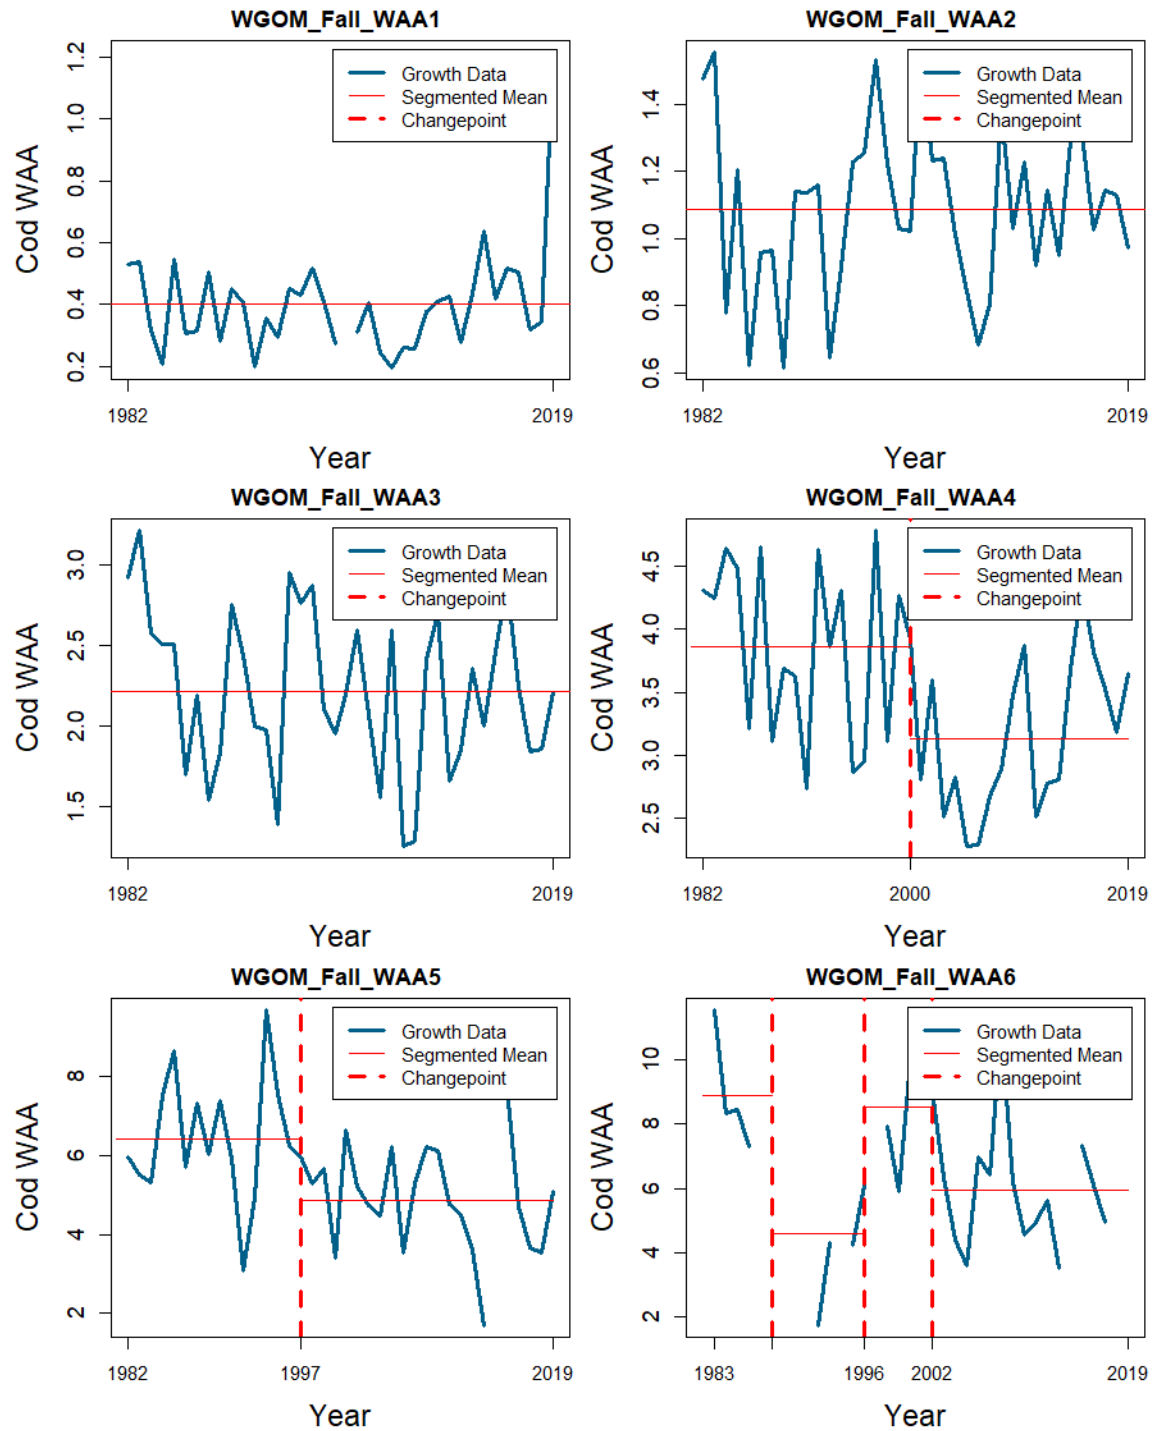 WGOM_Fall_WAA1
Cod WAA
1.2
1.0
0.8
0.6
0.4
0.2
Growth Data
Segmented Mean
Changepoint
1982 2019
Year
WGOM_Fall_WAA2
Cod WAA
1.4
1.2
1.0
0.8
0.6
Growth Data
Segmented Mean
Changepoint
1982 2019
Year
WGOM_Fall_WAA3
Cod WAA
3.0
2.5
2.0
1.5
Growth Data
Segmented Mean
Changepoint
1982 2019
Year
WGOM_Fall_WAA4
Cod WAA
4.5
4.0
3.5
3.0
2.5
Growth Data
Segmented Mean
Changepoint
1982 2000 2019
Year
WGOM_Fall_WAA5
Cod WAA
8
6
4
2
Growth Data
Segmented Mean
Changepoint
1982 1997 2019
Year
WGOM_Fall_WAA6
Cod WAA
10
8
6
4
2
Growth Data
Segmented Mean
Changepoint
1983 1996 2002 2019
Year